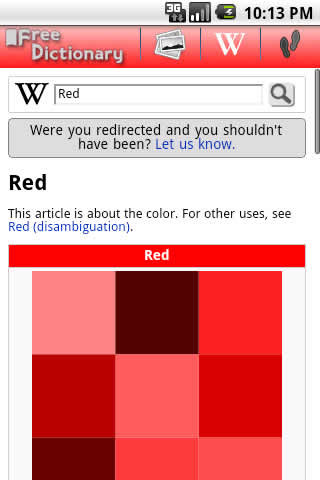 3G
10:13 PM
Free
Dictionary
W
W
Red
Were you redirected and you shouldn't
have been? Let us know.
Red
This article is about the color. For other uses, see
Red (disambiguation).
Red